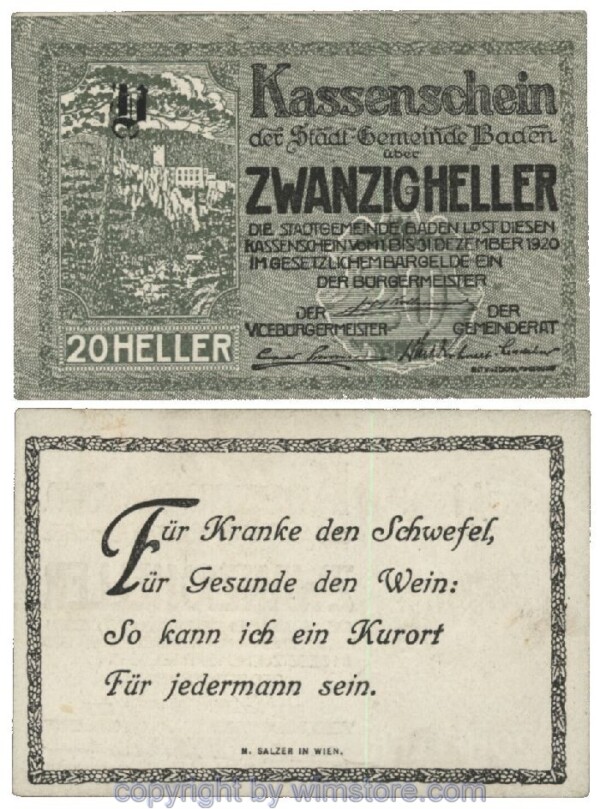 Kassenschein
der Stadt-Gemeinde Baden
über
ZWANZIGHELLER
DIE STADTGEMEINDE BADEN LÖST DIESEN
KASSENSCHEIN VOM 1. BIS 31 DEZEMBER 1920
IM GESETZLICHEM BARGELDE EIN
DER BÜRGERMEISTER
DER VICEBÜRGERMEISTER
DER GEMEINDERAT
20 HELLER
Für Kranke den Schwefel,
Für Gesunde den Wein:
So kann ich ein Kurort
Für jedermann sein.
M. SALZER IN WIEN.
copyright by wimstore.com